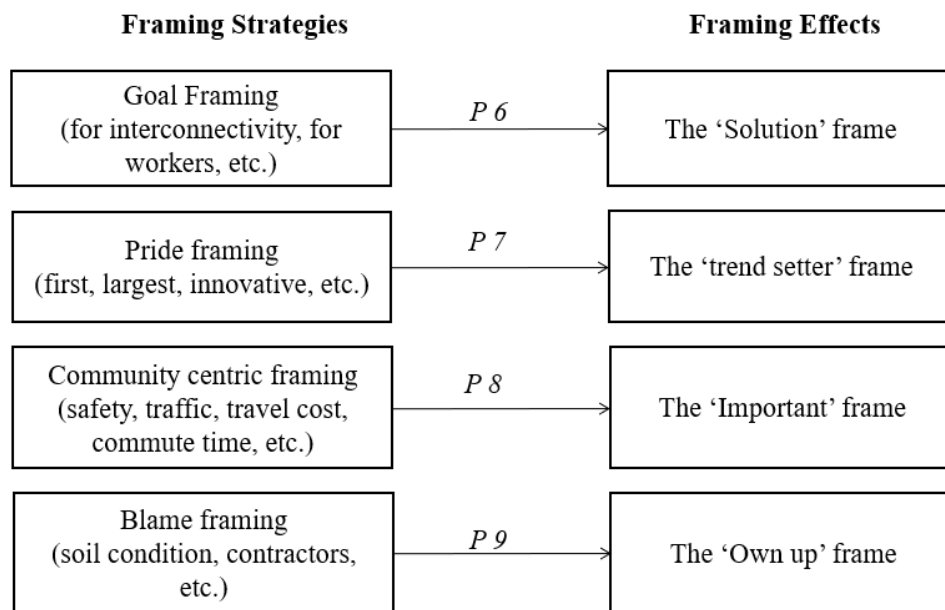 Framing Strategies
Framing Effects
Goal Framing
(for interconnectivity, for
workers, etc.)
P 6
The ‘Solution’ frame
Pride framing
(first, largest, innovative, etc.)
P 7
The ‘trend setter’ frame
Community centric framing
(safety, traffic, travel cost,
commute time, etc.)
P 8
The ‘Important’ frame
Blame framing
(soil condition, contractors,
etc.)
P 9
The ‘Own up’ frame